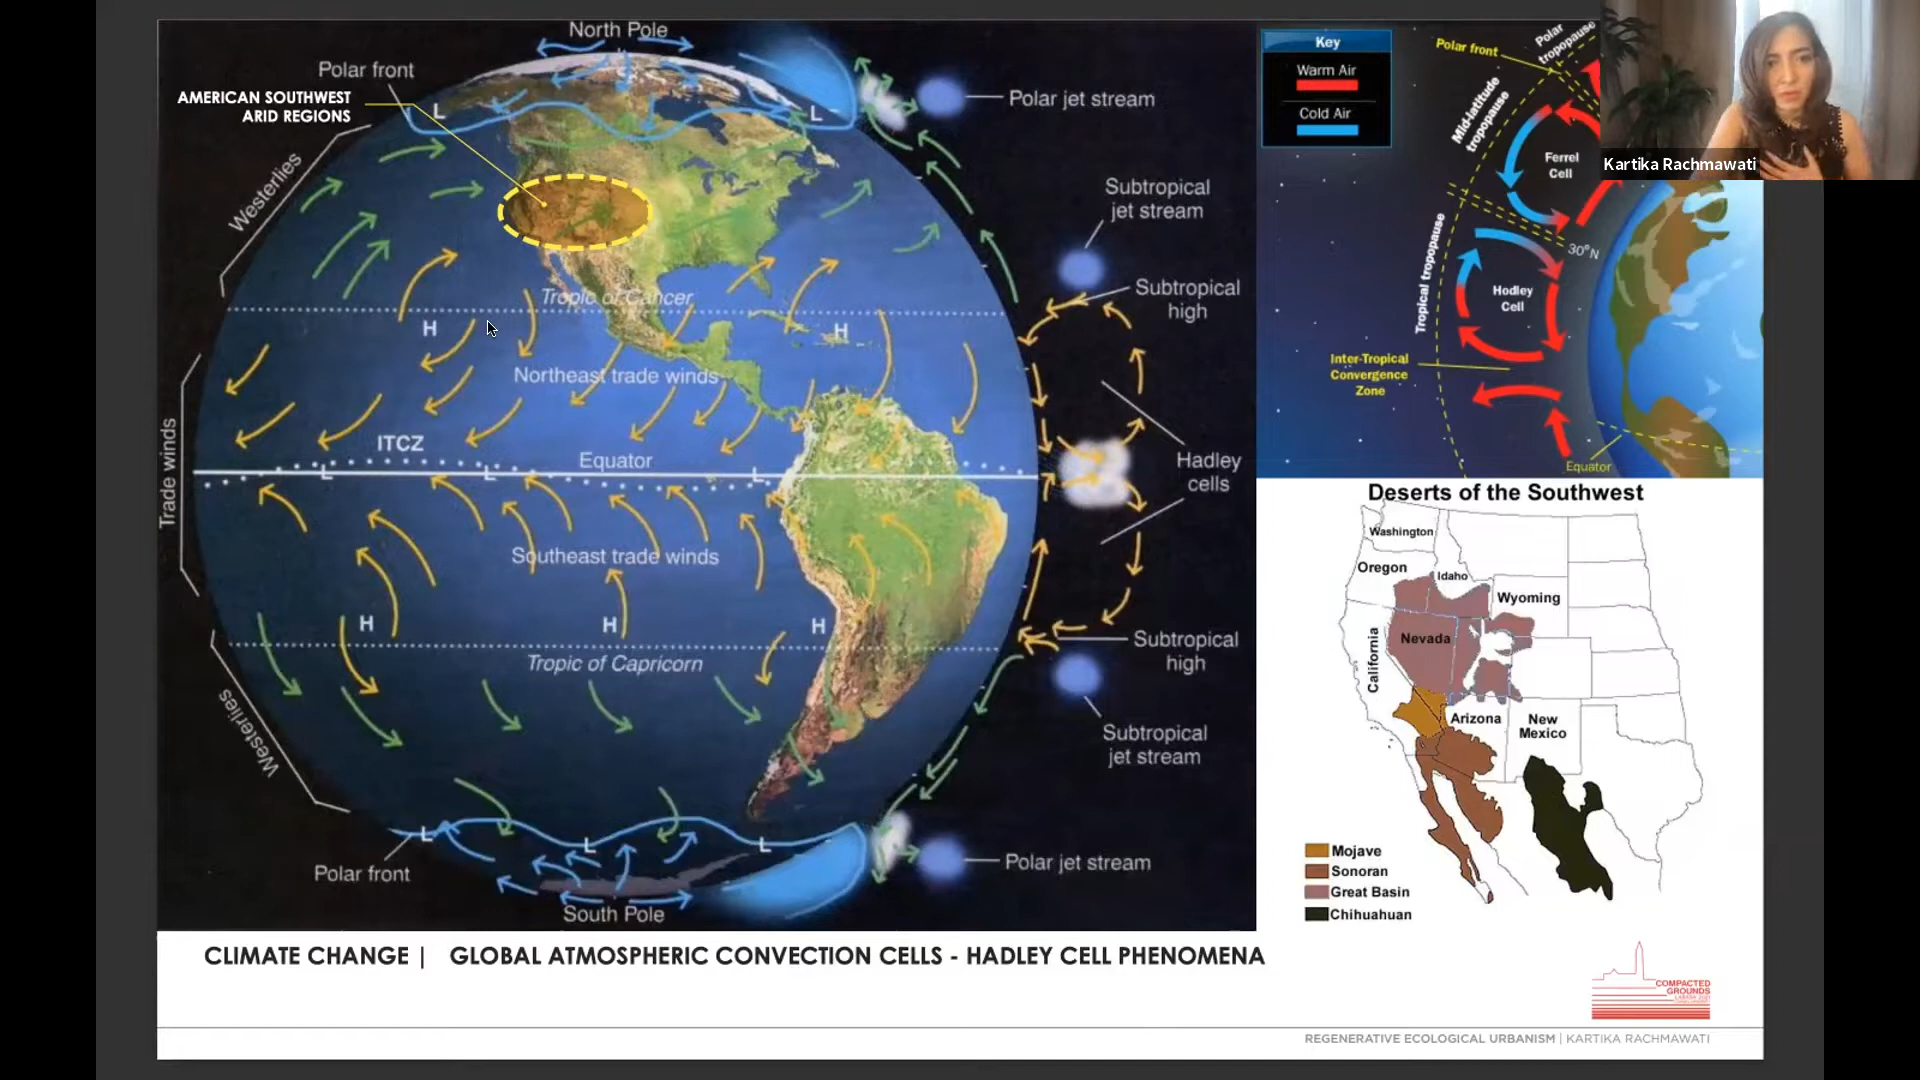 North Pole
Polar front
AMERICAN SOUTHWEST
ARID REGIONS
L
L
L
Polar jet stream
Westerlies
Subtropical
jet stream
Subtropical
high
Tropic of Cancer
H
H
Northeast trade winds
Trade winds
ITCZ
Equator
L
L
L
Hadley
cells
Southeast trade winds
H
H
H
Subtropical
high
Tropic of Capricorn
Westerlies
Subtropical
jet stream
L
L
L
Polar front
Polar jet stream
South Pole
Key
Warm Air
Cold Air
Polar front
Polar
tropopause
Mid-latitude
tropopause
Ferrel
Cell
30°N
Tropical tropopause
Hodley
Cell
Inter-Tropical
Convergence
Zone
Equator
Kartika Rachmawati
Deserts of the Southwest
Washington
Oregon
Idaho
Wyoming
Nevada
California
Arizona
New
Mexico
Mojave
Sonoran
Great Basin
Chihuahuan
CLIMATE CHANGE | GLOBAL ATMOSPHERIC CONVECTION CELLS - HADLEY CELL PHENOMENA
COMPACTED
GROUNDS
REGENERATIVE ECOLOGICAL URBANISM | KARTIKA RACHMAWATI